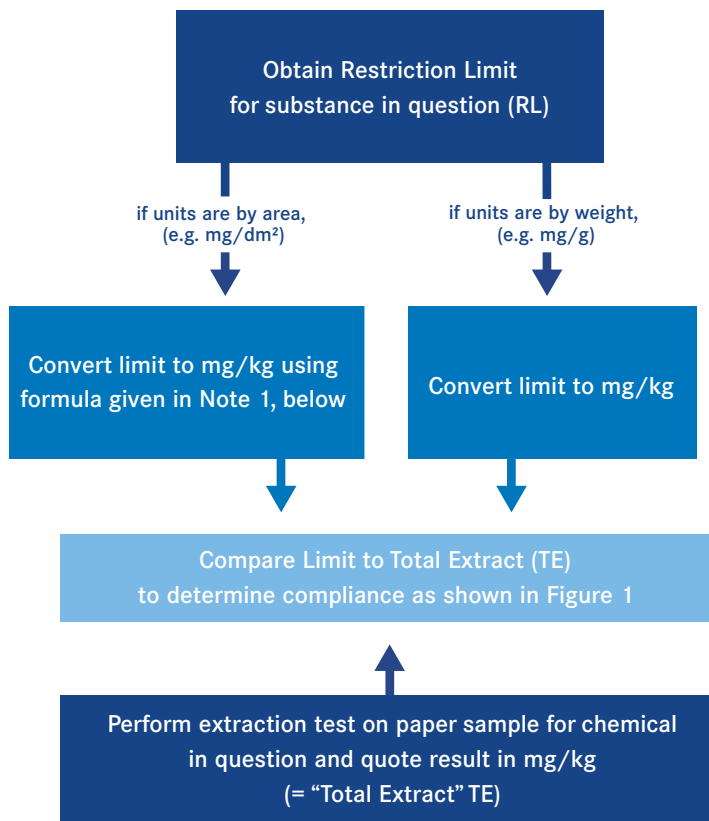 Obtain Restriction Limit
for substance in question (RL)
if units are by area,
(e.g. mg/dm²)
if units are by weight,
(e.g. mg/g)
Convert limit to mg/kg using
formula given in Note 1, below
Convert limit to mg/kg
Compare Limit to Total Extract (TE)
to determine compliance as shown in Figure 1
Perform extraction test on paper sample for chemical
in question and quote result in mg/kg
(= “Total Extract” TE)